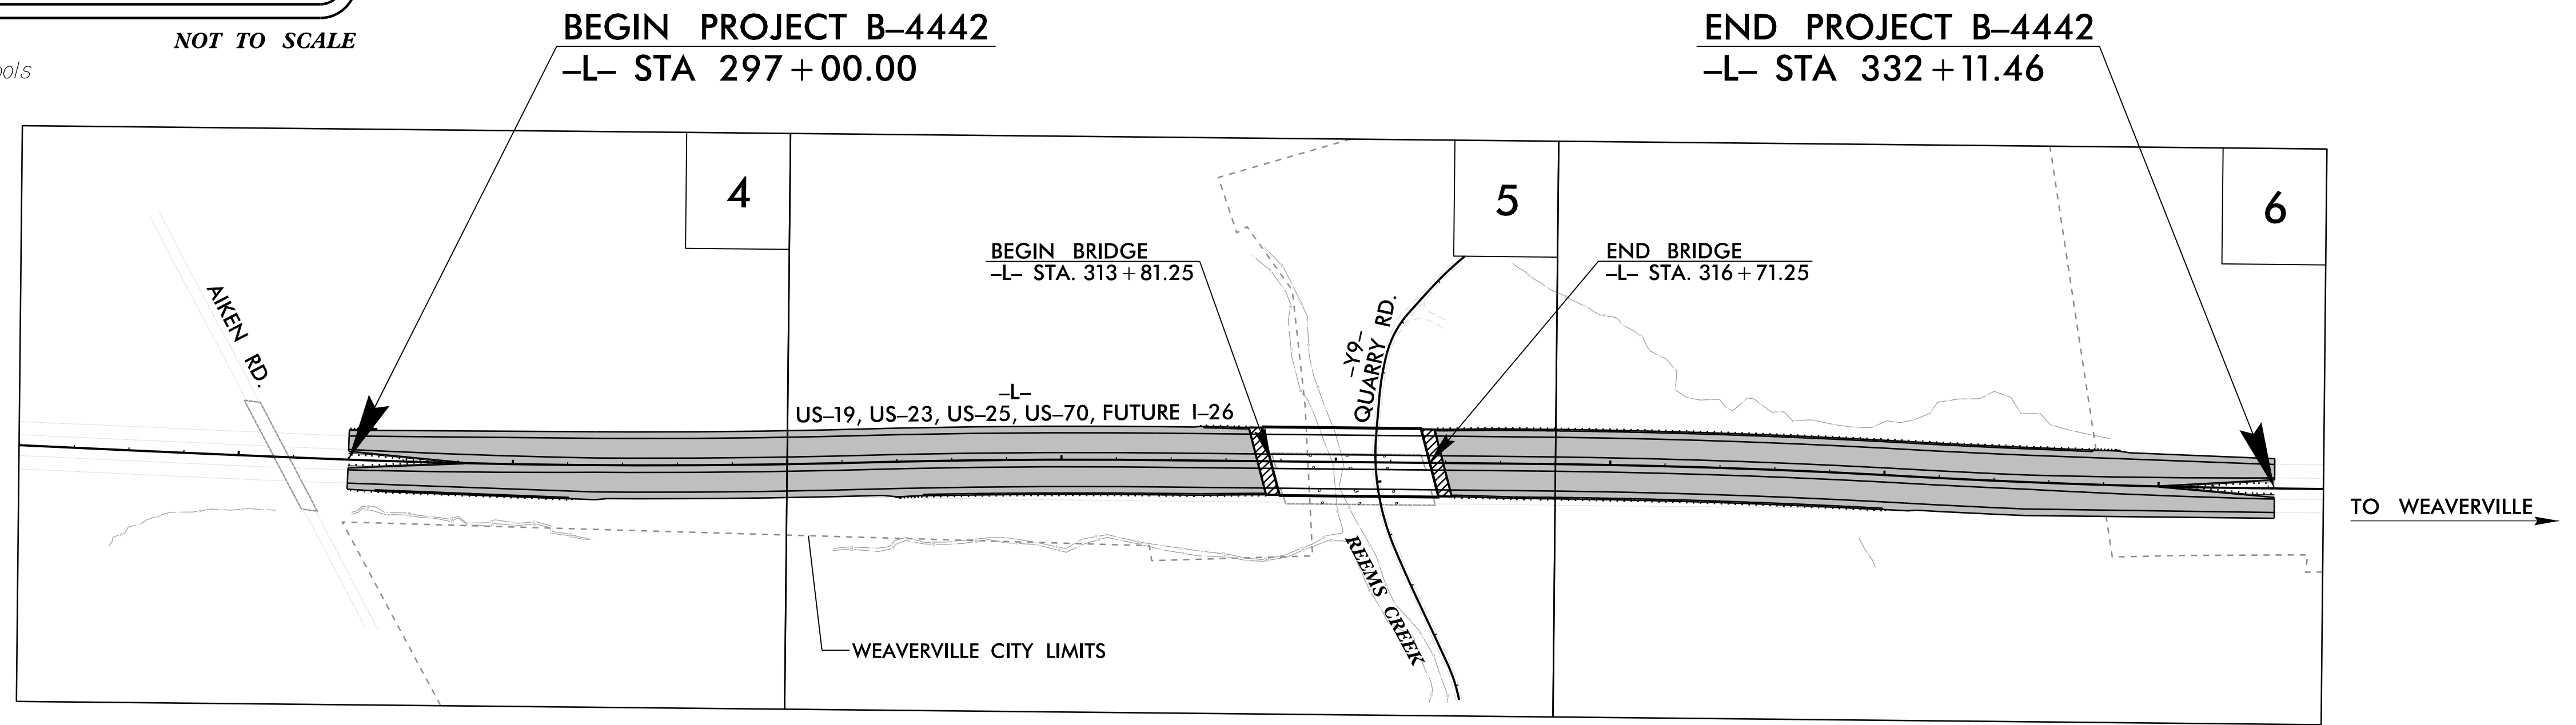 BEGIN PROJECT B–4442
–L– STA 297+00.00
END PROJECT B–4442
–L– STA 332+11.46
NOT TO SCALE
4
5
6
BEGIN BRIDGE
–L– STA. 313+81.25
END BRIDGE
–L– STA. 316+71.25
AIKEN RD.
–Y9–
QUARRY RD.
–L–
US–19, US–23, US–25, US–70, FUTURE I–26
TO WEAVERVILLE
REEMS CREEK
WEAVERVILLE CITY LIMITS